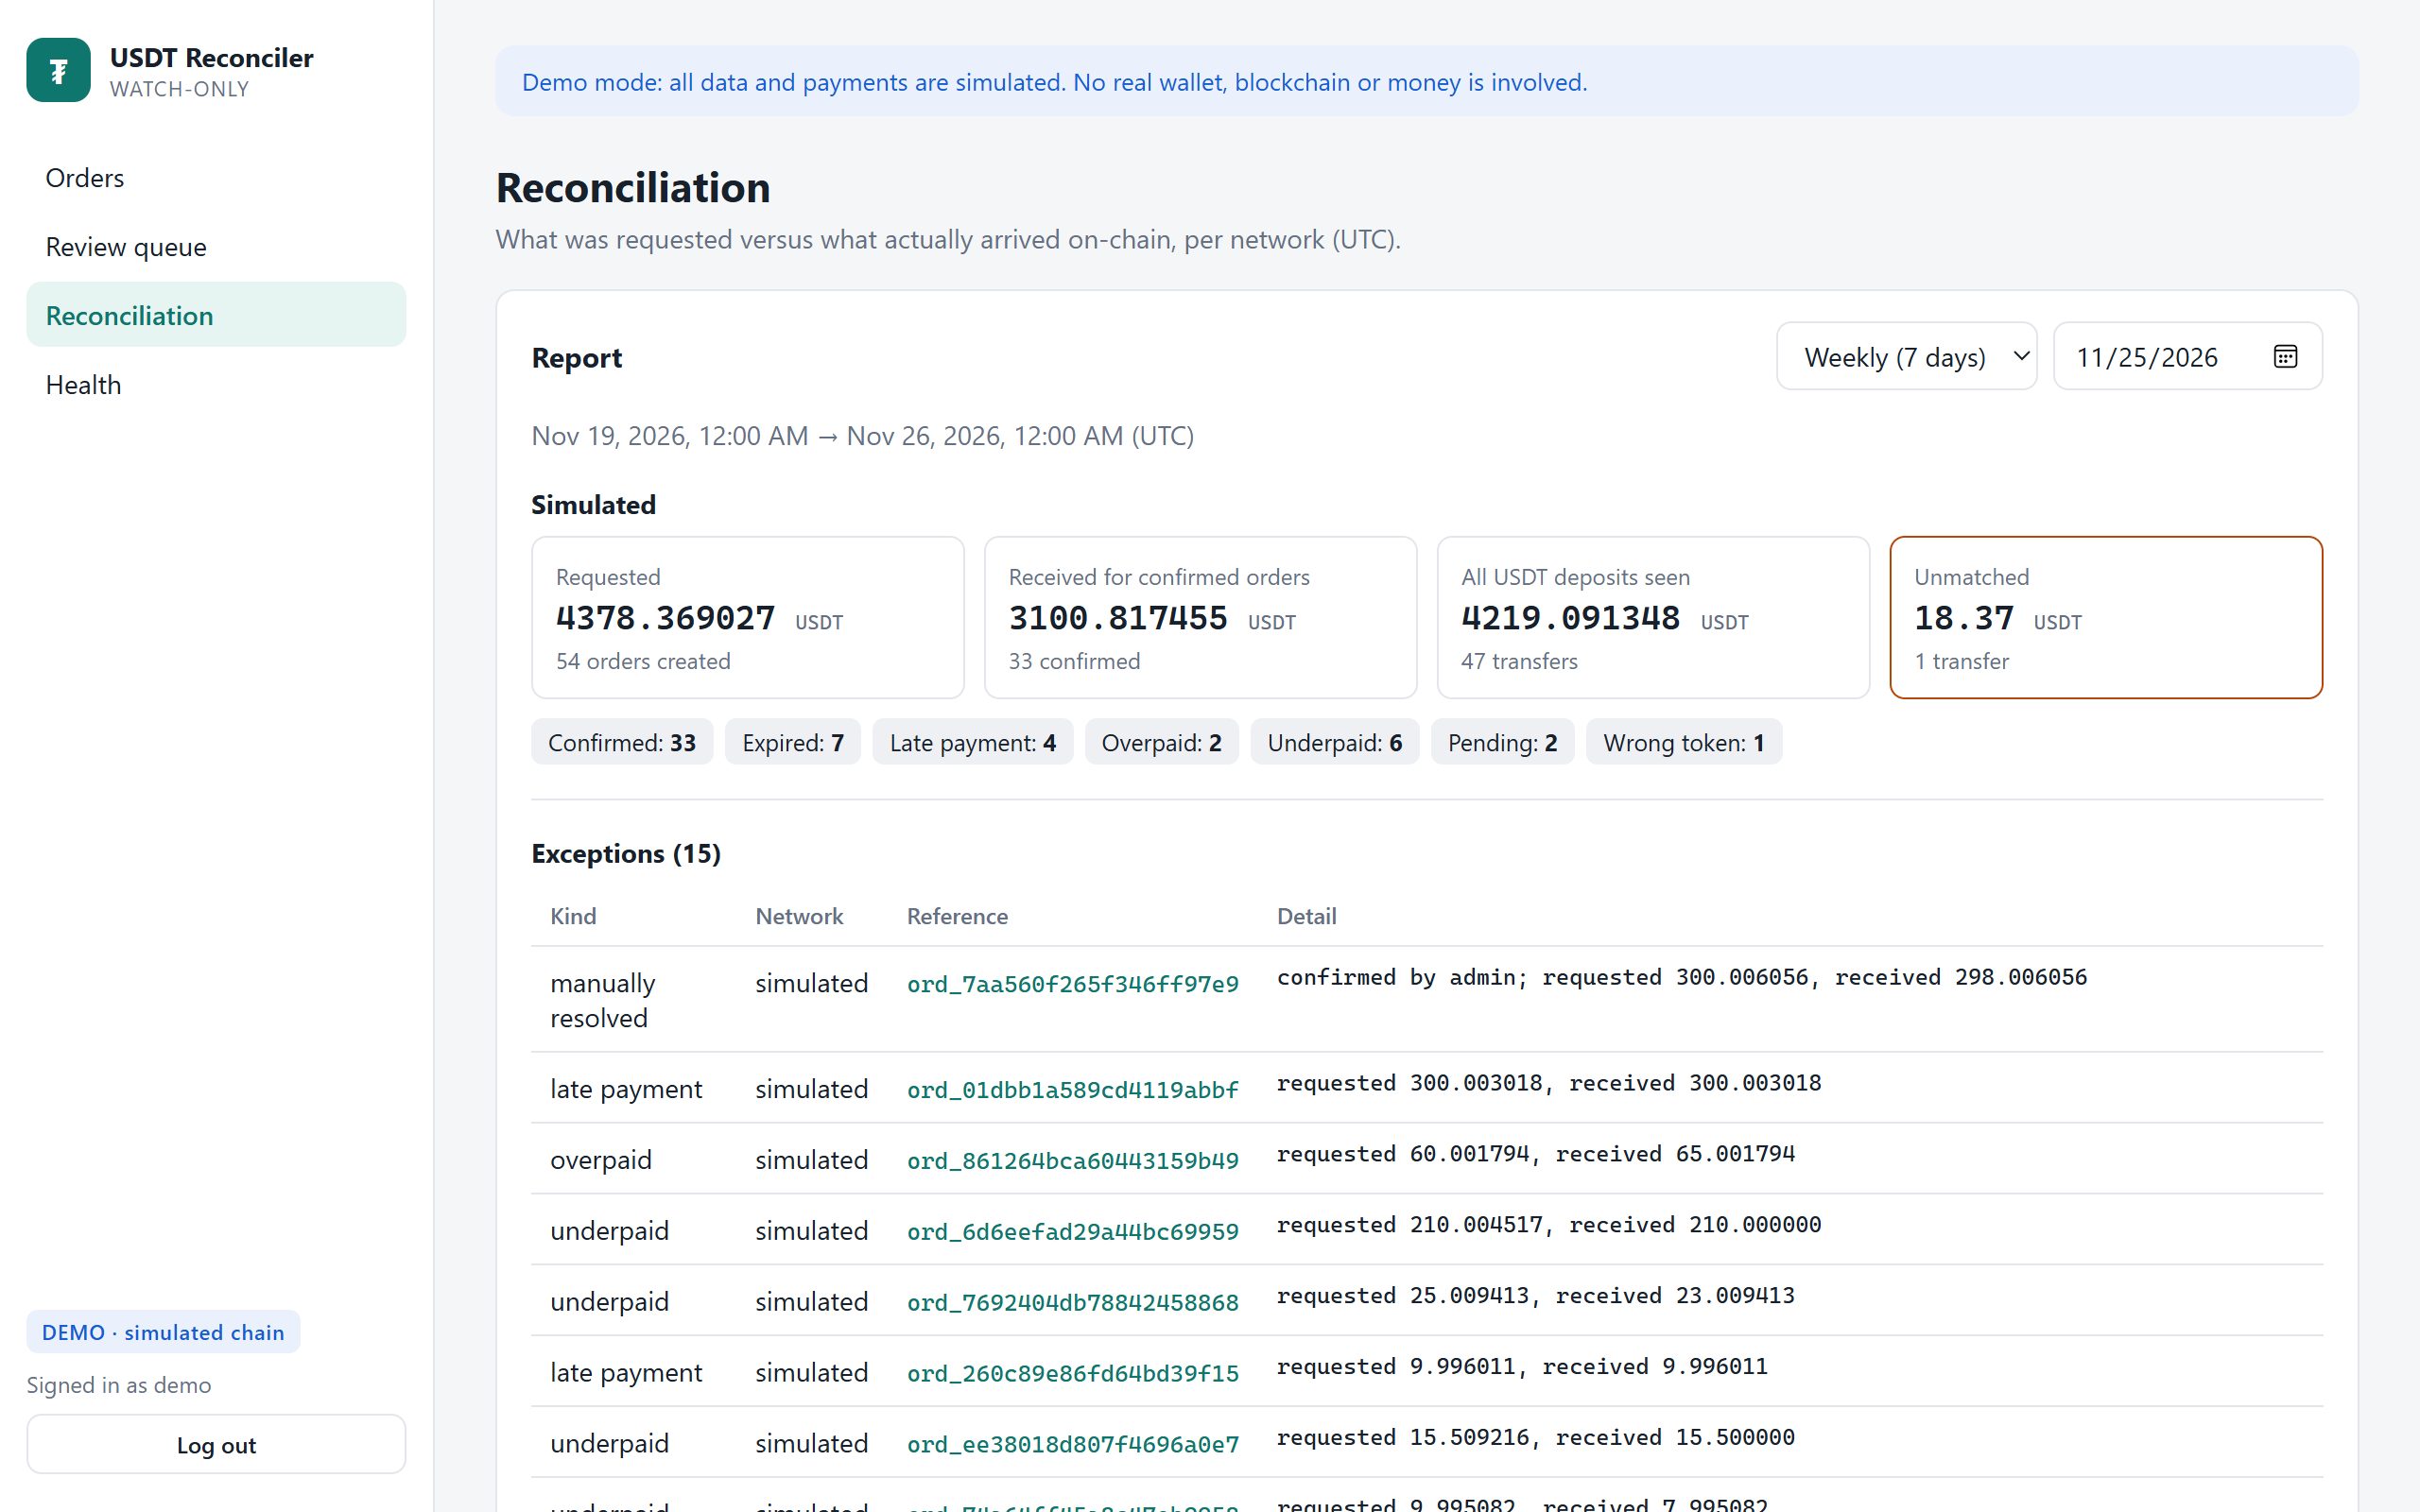 ₮
USDT Reconciler
WATCH-ONLY
Orders
Review queue
Reconciliation
Health
DEMO · simulated chain
Signed in as demo
Log out
Demo mode: all data and payments are simulated. No real wallet, blockchain or money is involved.
Reconciliation
What was requested versus what actually arrived on-chain, per network (UTC).
Report
Weekly (7 days)
11/25/2026
Nov 19, 2026, 12:00 AM → Nov 26, 2026, 12:00 AM (UTC)
Simulated
Requested
4378.369027 USDT
54 orders created
Received for confirmed orders
3100.817455 USDT
33 confirmed
All USDT deposits seen
4219.091348 USDT
47 transfers
Unmatched
18.37 USDT
1 transfer
Confirmed: 33 Expired: 7 Late payment: 4 Overpaid: 2 Underpaid: 6 Pending: 2 Wrong token: 1
Exceptions (15)
Kind Network Reference Detail
manually resolved simulated ord_7aa560f265f346ff97e9 confirmed by admin; requested 300.006056, received 298.006056
late payment simulated ord_01dbb1a589cd4119abbf requested 300.003018, received 300.003018
overpaid simulated ord_861264bca60443159b49 requested 60.001794, received 65.001794
underpaid simulated ord_6d6eefad29a44bc69959 requested 210.004517, received 210.000000
underpaid simulated ord_7692404db78842458868 requested 25.009413, received 23.009413
late payment simulated ord_260c89e86fd64bd39f15 requested 9.996011, received 9.996011
underpaid simulated ord_ee38018d807f4696a0e7 requested 15.509216, received 15.500000
underpaid simulated requested 9.995082, received 7.995082